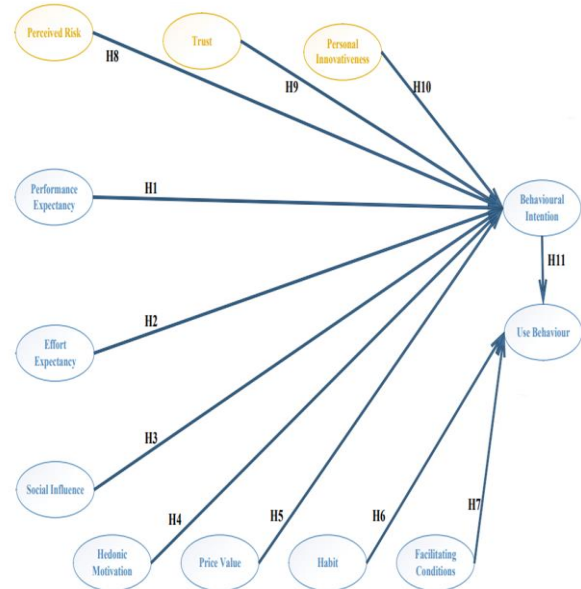 Perceived Risk
H8
Trust
H9
Personal
Innovativeness
H10
Performance
Expectancy
H1
Behavioural
Intention
H11
Effort
Expectancy
H2
Use Behaviour
Social Influence
H3
Hedonic
Motivation
H4
Price Value
H5
Habit
H6
Facilitating
Conditions
H7